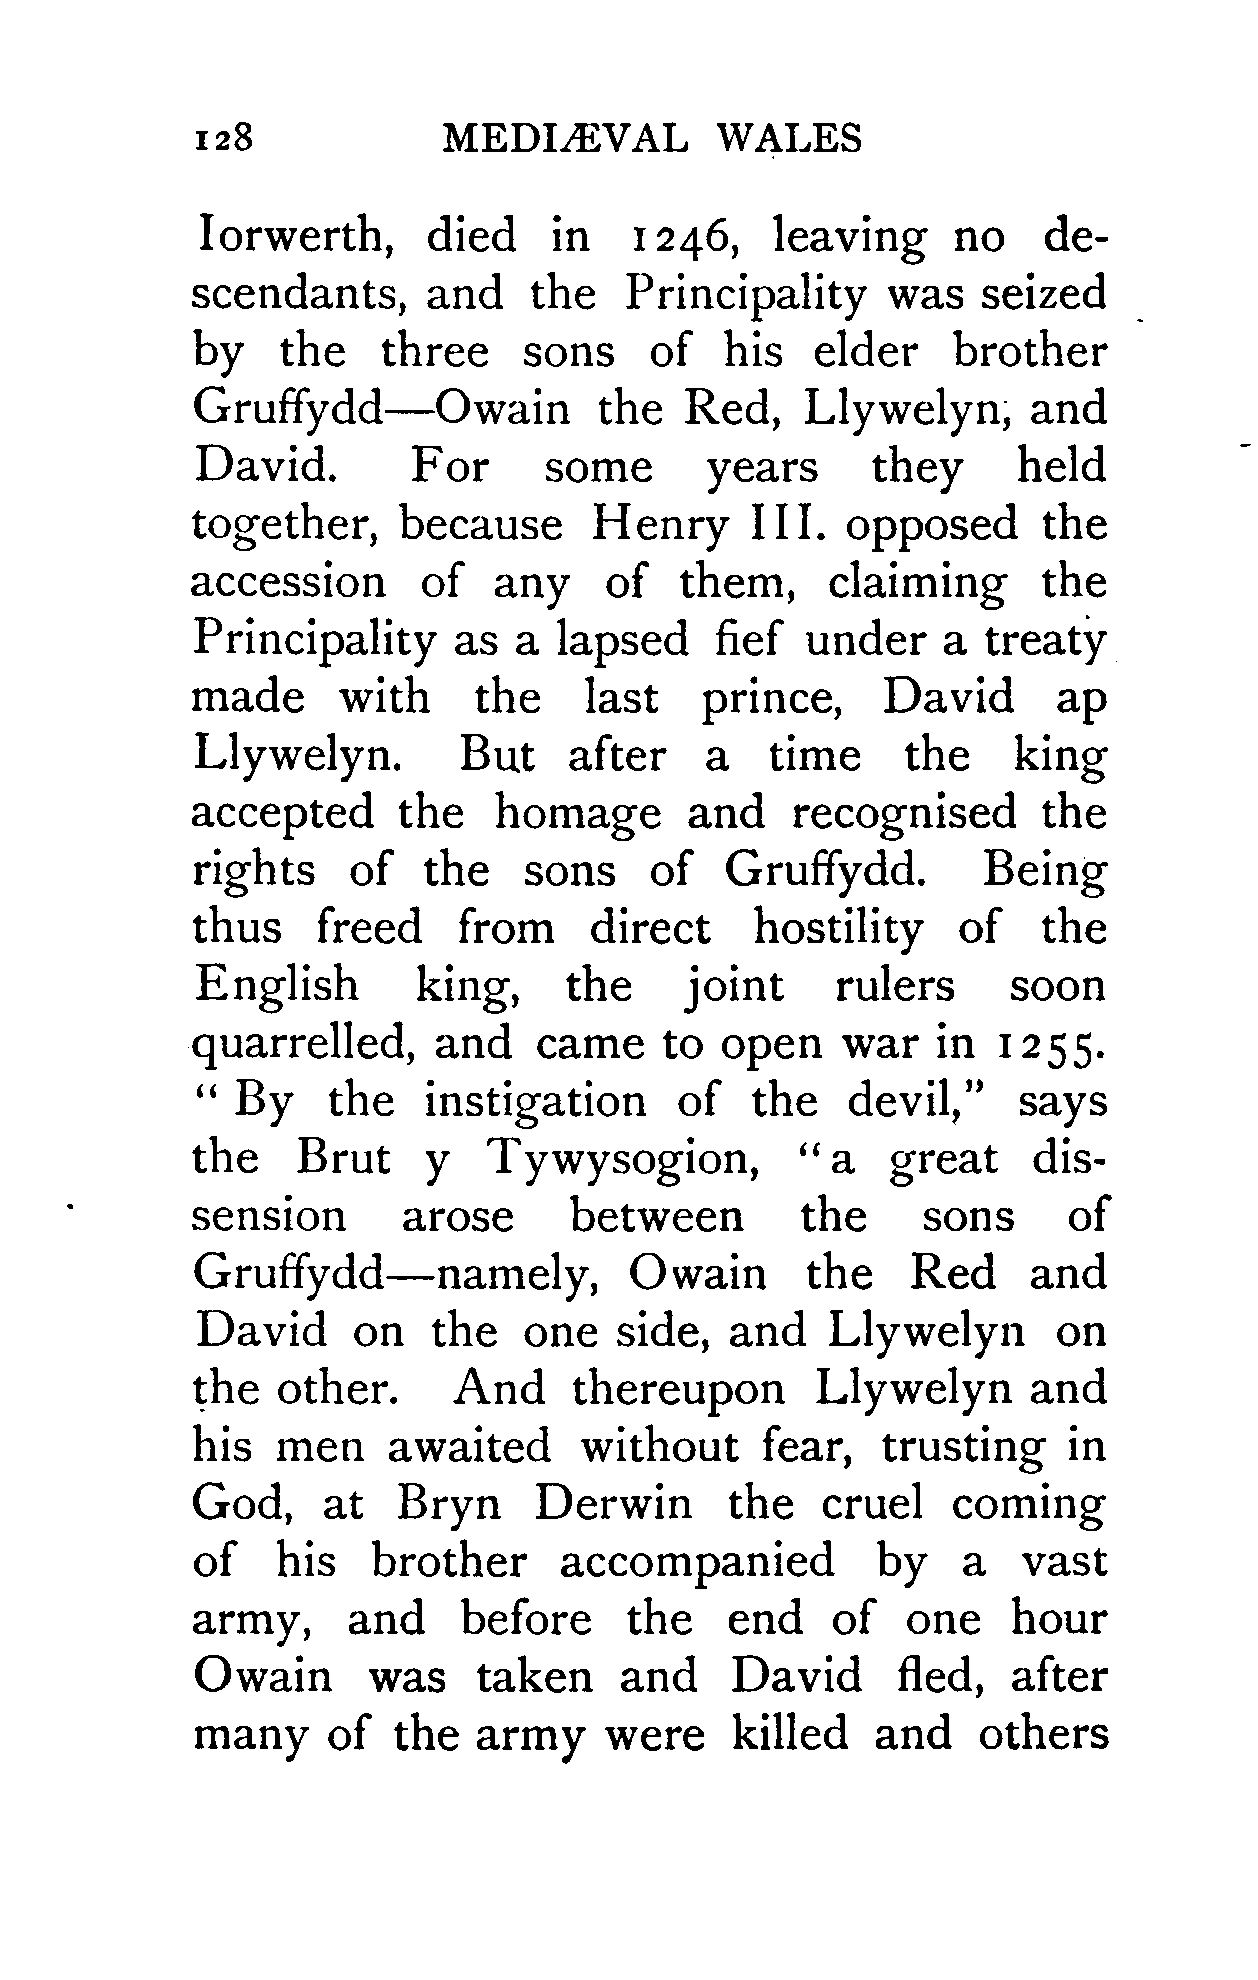 128 MEDIÆVAL WALES
Iorwerth, died in 1246, leaving no de-
scendants, and the Principality was seized
by the three sons of his elder brother
Gruffydd—Owain the Red, Llywelyn, and
David. For some years they held
together, because Henry III. opposed the
accession of any of them, claiming the
Principality as a lapsed fief under a treaty
made with the last prince, David ap
Llywelyn. But after a time the king
accepted the homage and recognised the
rights of the sons of Gruffydd. Being
thus freed from direct hostility of the
English king, the joint rulers soon
quarrelled, and came to open war in 1255.
“ By the instigation of the devil,” says
the Brut y Tywysogion, “ a great dis-
sension arose between the sons of
Gruffydd—namely, Owain the Red and
David on the one side, and Llywelyn on
the other. And thereupon Llywelyn and
his men awaited without fear, trusting in
God, at Bryn Derwin the cruel coming
of his brother accompanied by a vast
army, and before the end of one hour
Owain was taken and David fled, after
many of the army were killed and others